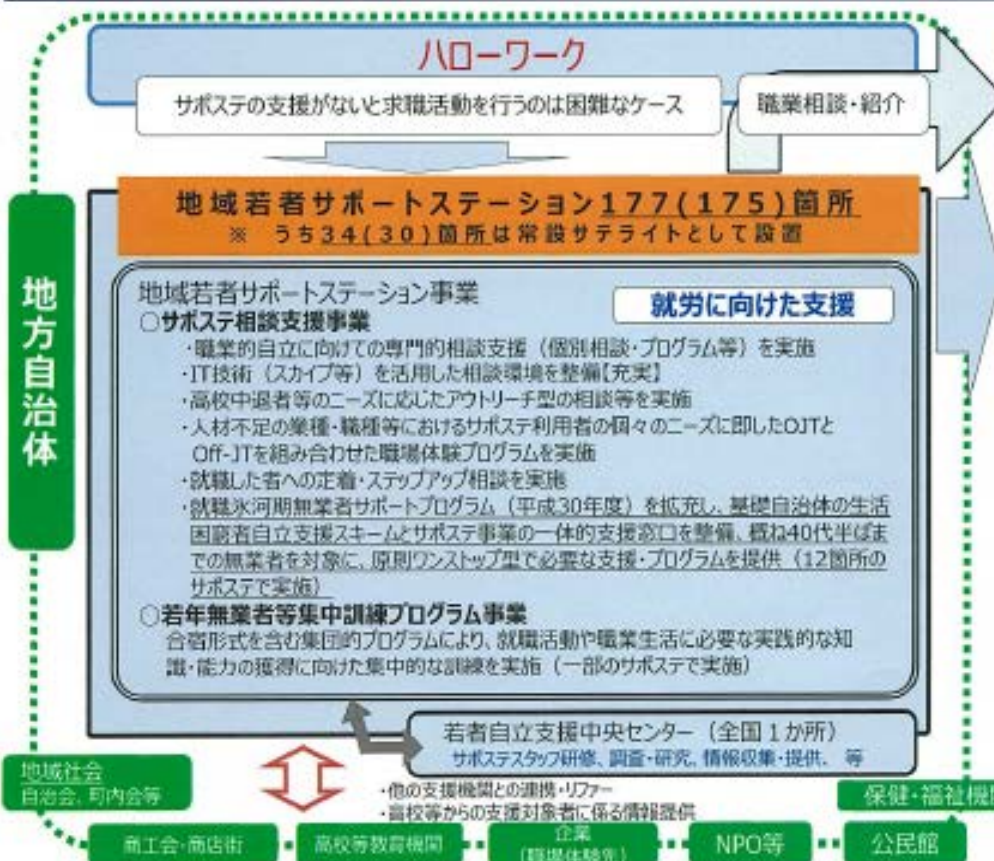 ハローワーク
サポステの支援がないと求職活動を行うのは困難なケース
職業相談・紹介
地域若者サポートステーション177(175)箇所
※ うち34(30)箇所は常設サテライトとして設置
地方自治体
地域若者サポートステーション事業
就労に向けた支援
○サポステ相談支援事業
・職業的自立に向けての専門的相談支援（個別相談・プログラム等）を実施
・IT技術（スカイプ等）を活用した相談環境を整備【充実】
・高校中退者等のニーズに応じたアウトリーチ型の相談等を実施
・人材不足の業種・職種等におけるサポステ利用者の個々のニーズに即したOJTと
Off-JTを組み合わせた職場体験プログラムを実施
・就職した者への定着・ステップアップ相談を実施
・就職氷河期無業者サポートプログラム（平成30年度）を拡充し、基礎自治体の生活
困窮者自立支援スキームとサポステ事業の一体的支援窓口を整備、概ね40代半ばま
での無業者を対象に、原則ワンストップ型で必要な支援・プログラムを提供（12箇所の
サポステで実施）
○若年無業者等集中訓練プログラム事業
合宿形式を含む集団的プログラムにより、就職活動や職業生活に必要な実践的な知
識・能力の獲得に向けた集中的な訓練を実施（一部のサポステで実施）
若者自立支援中央センター（全国１か所）
サポステスタッフ研修、調査・研究、情報収集・提供、 等
地域社会
自治会、町内会等
・他の支援機関との連携・リファー
・高校等からの支援対象者に係る情報提供
保健・福祉機関
商工会・商店街
高校等教育機関
企業
（職場体験先）
NPO等
公民館